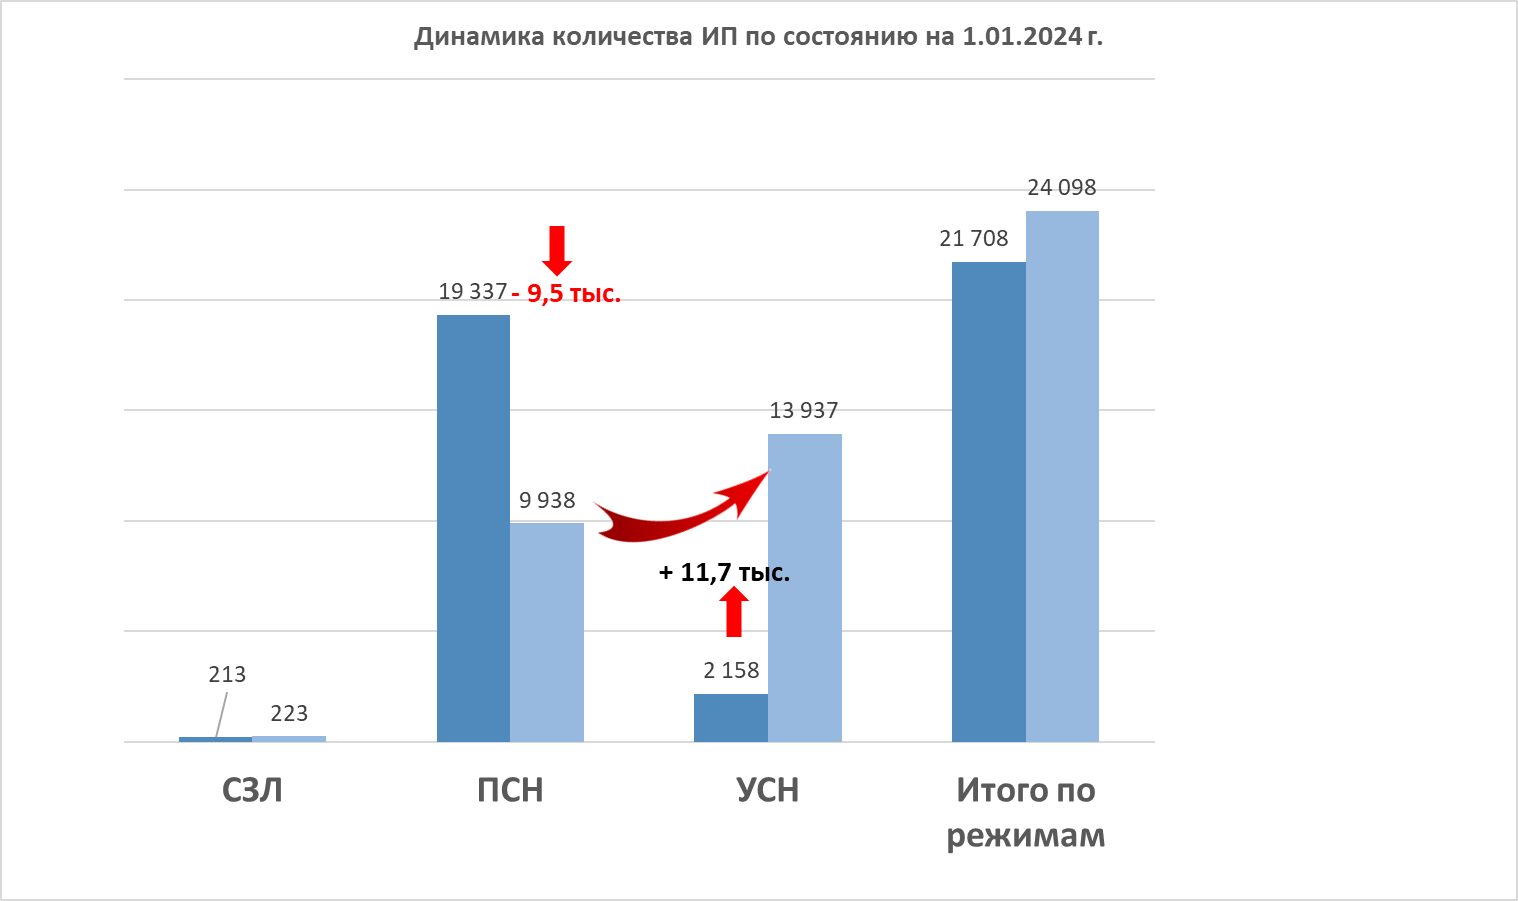 Динамика количества ИП по состоянию на 1.01.2024 г.
24 098
21 708
19 337 - 9,5 тыс.
13 937
9 938
+ 11,7 тыс.
2 158
213
223
СЗЛ ПСН УСН Итого по
режимам